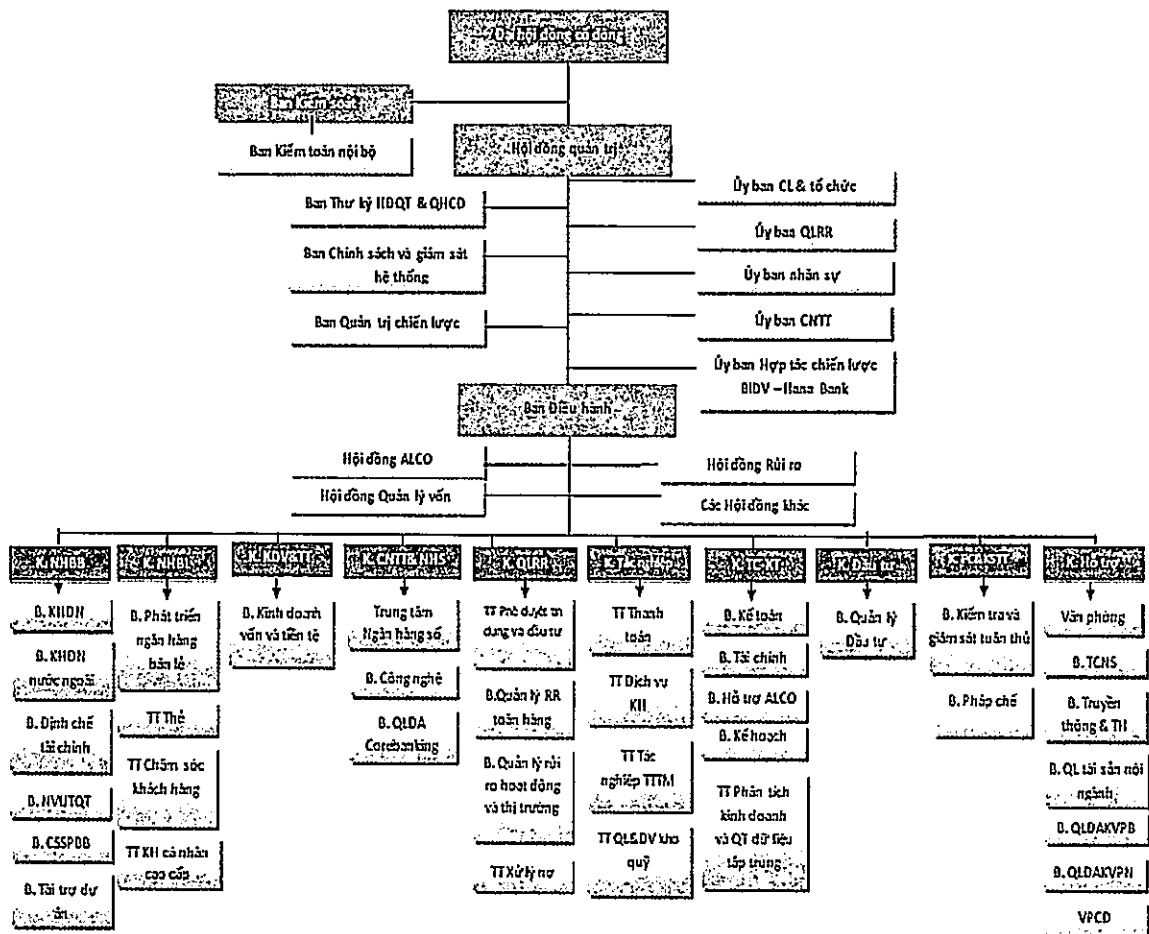 Đại hội đồng cổ đông
Ban Kiểm soát
Ban Kiểm toán nội bộ
Hội đồng quản trị
Ban Thư ký HĐQT & QHCD
Ban Chính sách và giám sát
hệ thống
Ban Quản trị chiến lược
Ủy ban CL & tổ chức
Ủy ban QLRR
Ủy ban nhân sự
Ủy ban CNTT
Ủy ban Hợp tác chiến lược
BIDV – Hana Bank
Ban Điều hành
Hội đồng ALCO
Hội đồng Quản lý vốn
Hội đồng Rủi ro
Các Hội đồng khác
K. NHBB
B. KHDN
B. KHDN
nước ngoài
B. Định chế
tài chính
B. NVUTQT
B. CSSPBB
B. Tài trợ dự
án
K. NHBL
B. Phát triển
ngân hàng
bán lẻ
TT Thẻ
TT Chăm sóc
khách hàng
TT KH cá nhân
cao cấp
K. KDV&TT
B. Kinh doanh
vốn và tiền tệ
K. CNTT& NHS
Trung tâm
Ngân hàng số
B. Công nghệ
B. QLDA
Corebanking
K. QLRR
TT Phê duyệt tín
dụng và đầu tư
B.Quản lý RR
toàn hàng
B. Quản lý rủi
ro hoạt động
và thị trường
TT Xử lý nợ
K. Tác nghiệp
TT Thanh
toán
TT Dịch vụ
KH
TT Tác
nghiệp TTTM
TT QL&DV kho
quỹ
K. TC-KT
B. Kế toán
B. Tài chính
B. Hỗ trợ ALCO
B. Kế hoạch
TT Phân tích
kinh doanh
và QT dữ liệu
tập trung
K. Đầu tư
B. Quản lý
Đầu tư
B. Kiểm tra và
giám sát tuân thủ
B. Pháp chế
K. Hỗ trợ
Văn phòng
B. TCNS
B. Truyền
thông & TH
B. QL tài sản nội
ngành
B. QLDAKVPB
B. QLDAKVPN
VPCD